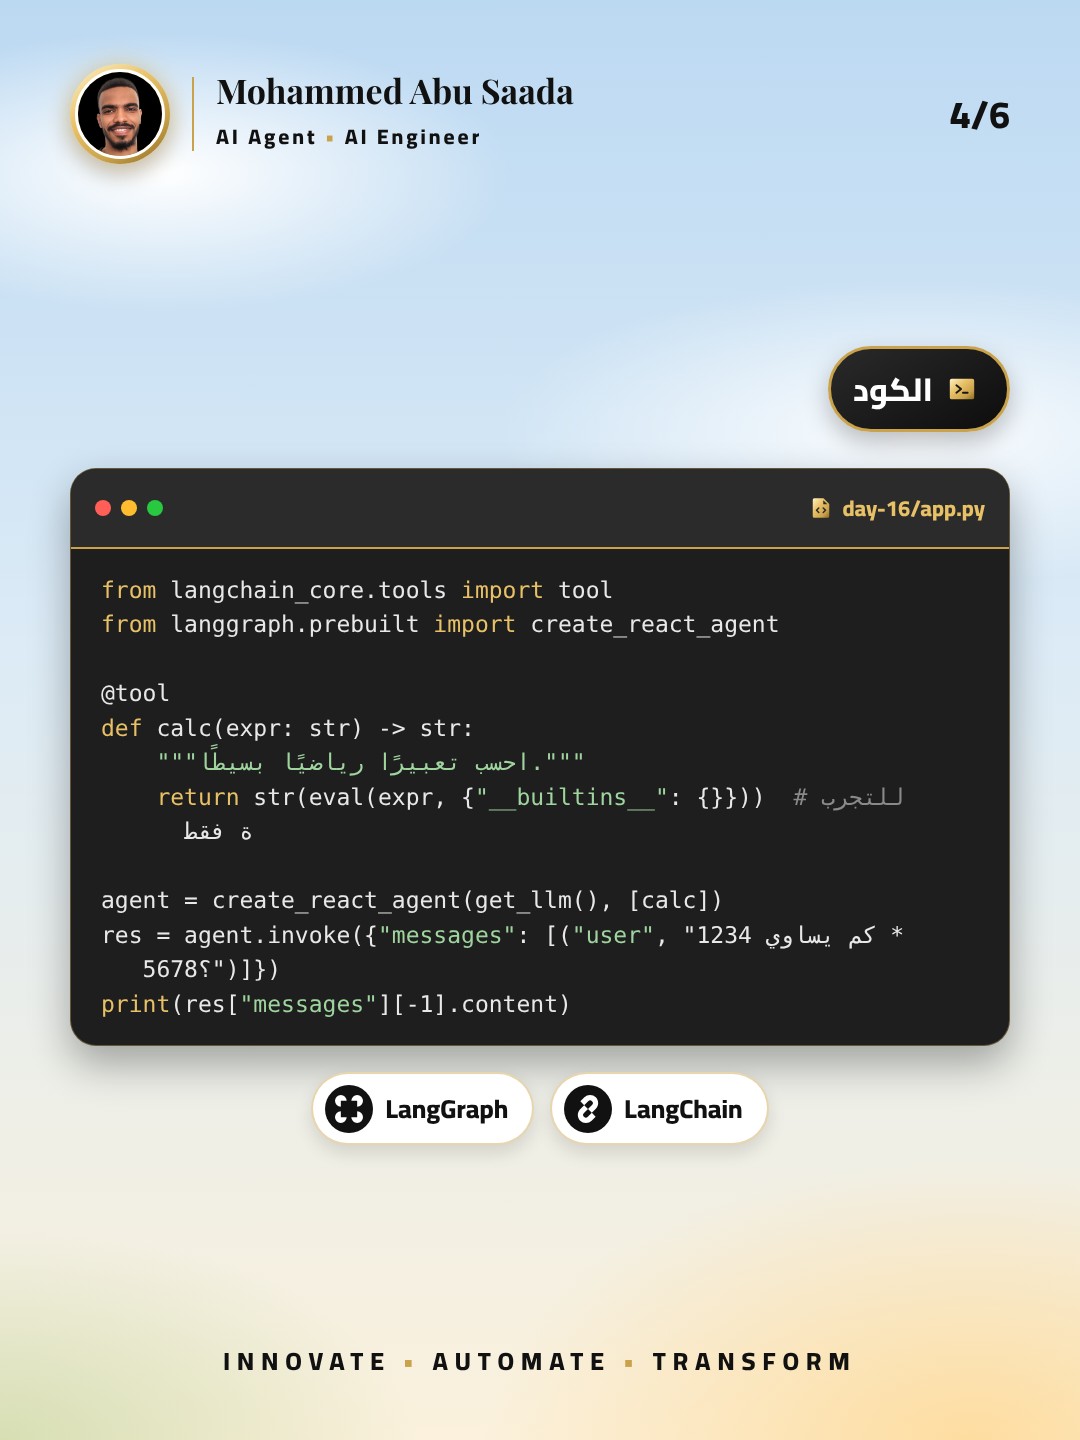 Mohammed Abu Saada
AI Agent ▪ AI Engineer
4/6
الكود
day-16/app.py
from langchain_core.tools import tool
from langgraph.prebuilt import create_react_agent
@tool
def calc(expr: str) -> str:
"""احسب تعبيرًا رياضيًا بسيطًا."""
return str(eval(expr, {"__builtins__": {}}))  # للتجرب
ة فقط
agent = create_react_agent(get_llm(), [calc])
res = agent.invoke({"messages": [("user", "كم يساوي 1234 *
5678؟")]})
print(res["messages"][-1].content)
LangGraph
LangChain
INNOVATE ▪ AUTOMATE ▪ TRANSFORM